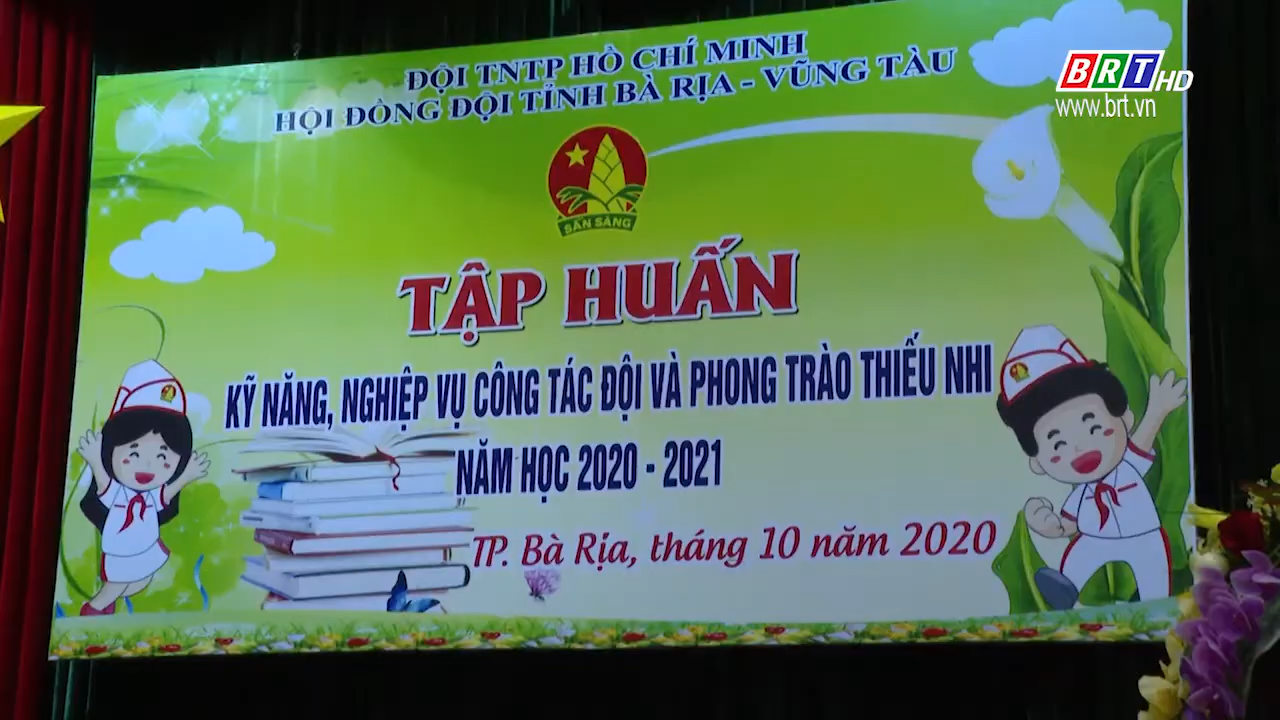 BRT HD
www.brt.vn
ĐỘI TNTP HỒ CHÍ MINH
HỘI ĐỒNG ĐỘI TỈNH BÀ RỊA - VŨNG TÀU
SẴN SÀNG
TẬP HUẤN
KỸ NĂNG, NGHIỆP VỤ CÔNG TÁC ĐỘI VÀ PHONG TRÀO THIẾU NHI
NĂM HỌC 2020 - 2021
TP. Bà Rịa, tháng 10 năm 2020